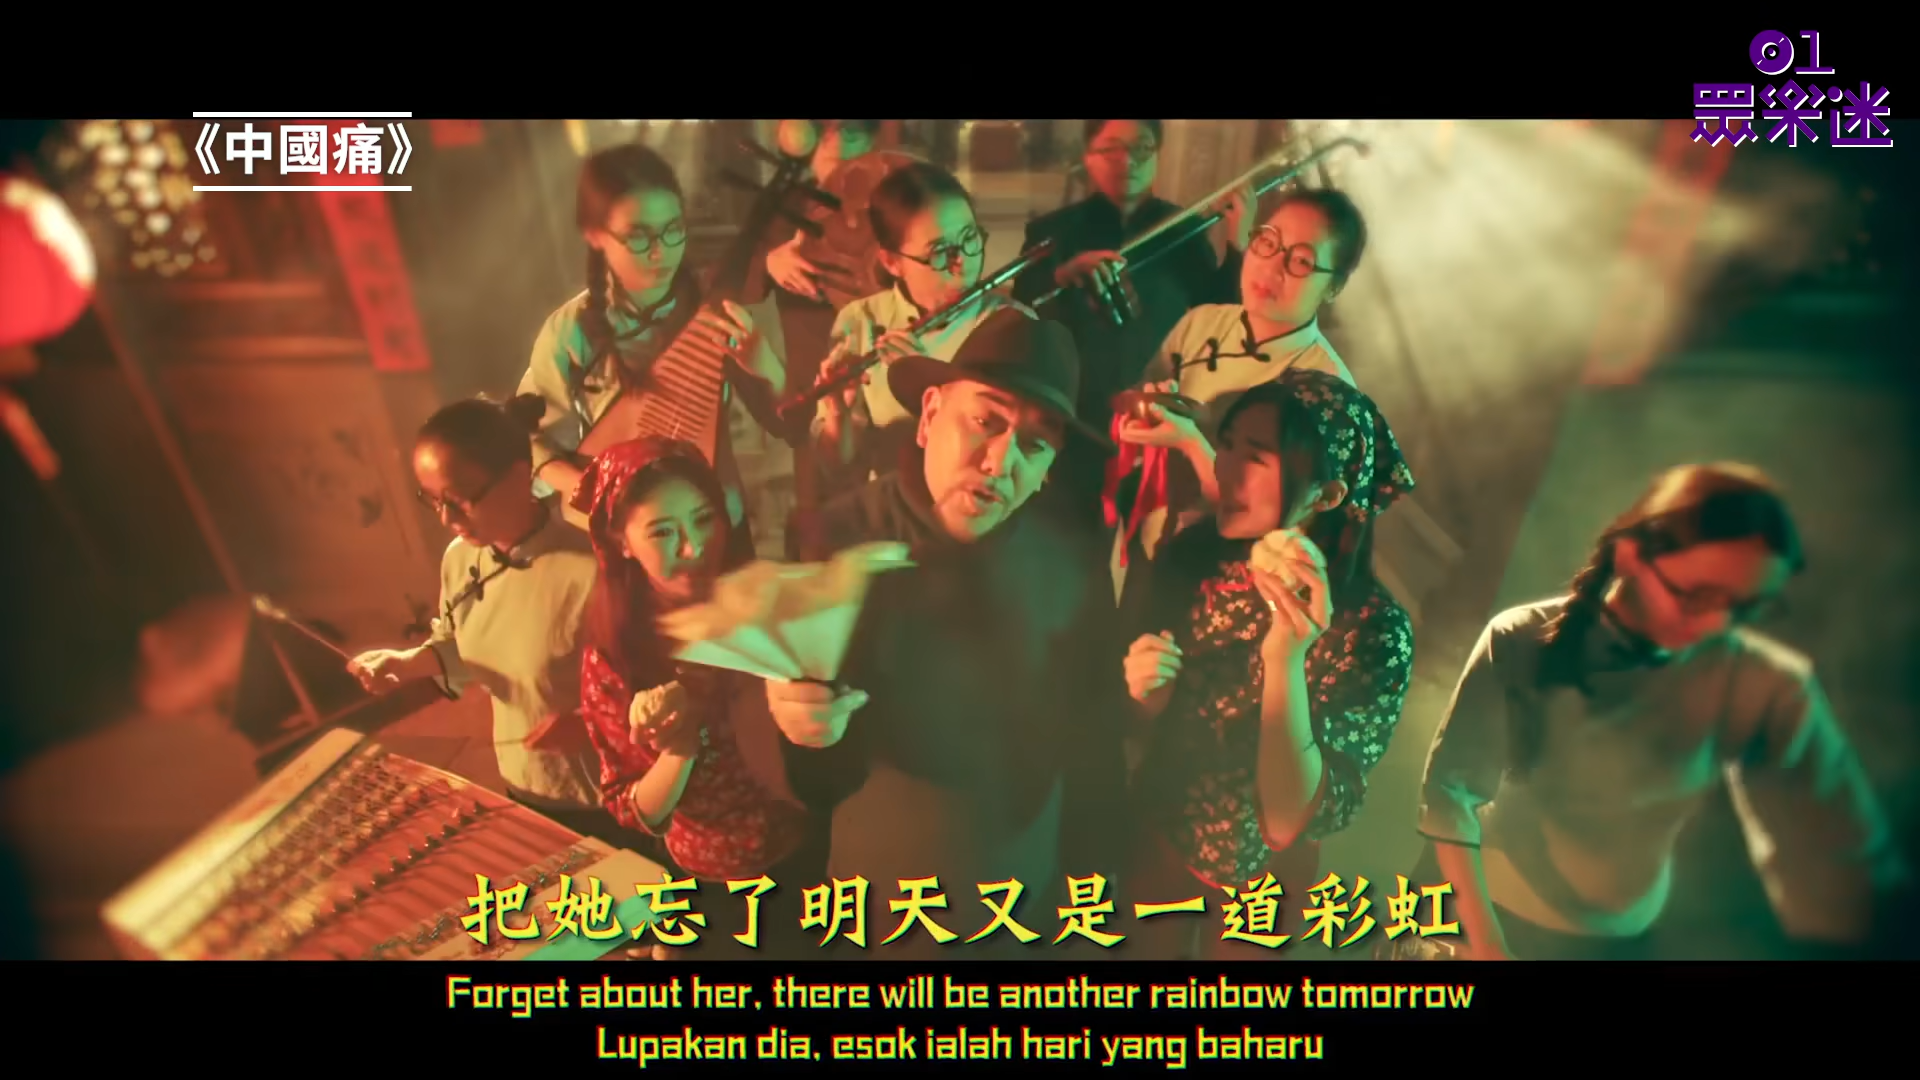 01
眾樂迷
《中國痛》
把她忘了明天又是一道彩虹
Forget about her, there will be another rainbow tomorrow
Lupakan dia, esok ialah hari yang baharu